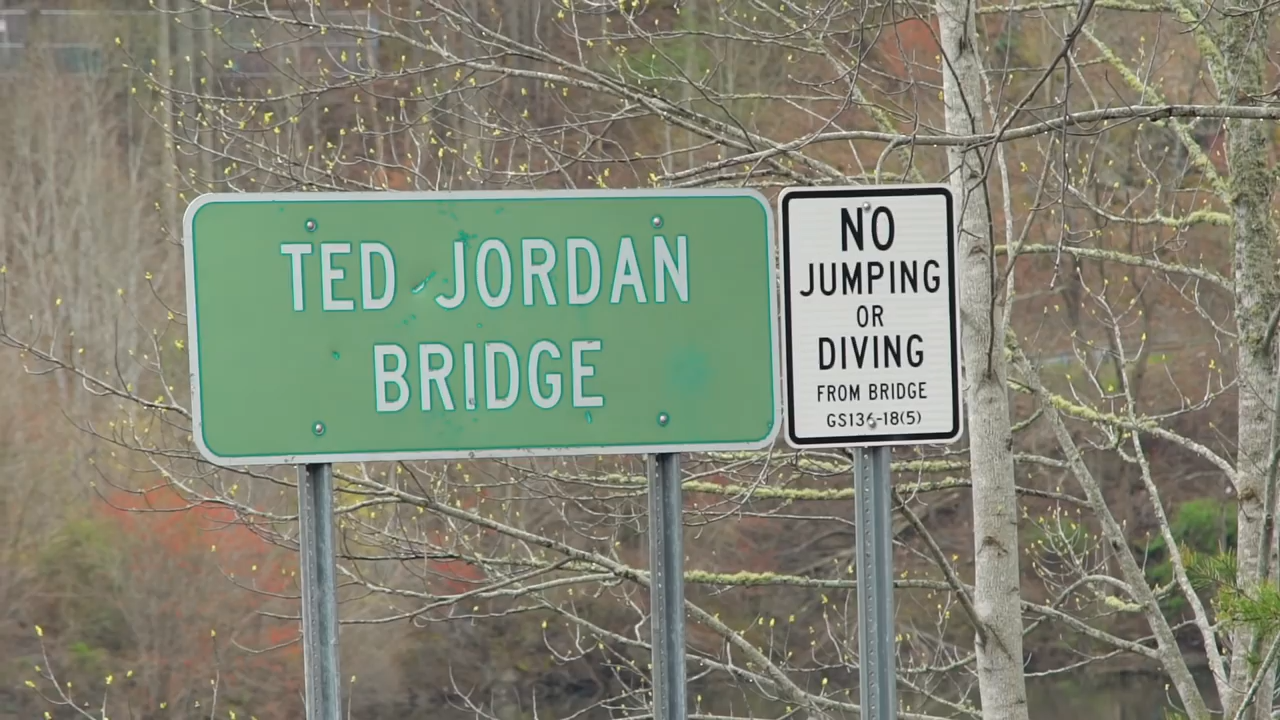 TED JORDAN
BRIDGE
NO
JUMPING
OR
DIVING
FROM BRIDGE
GS136-18(5)